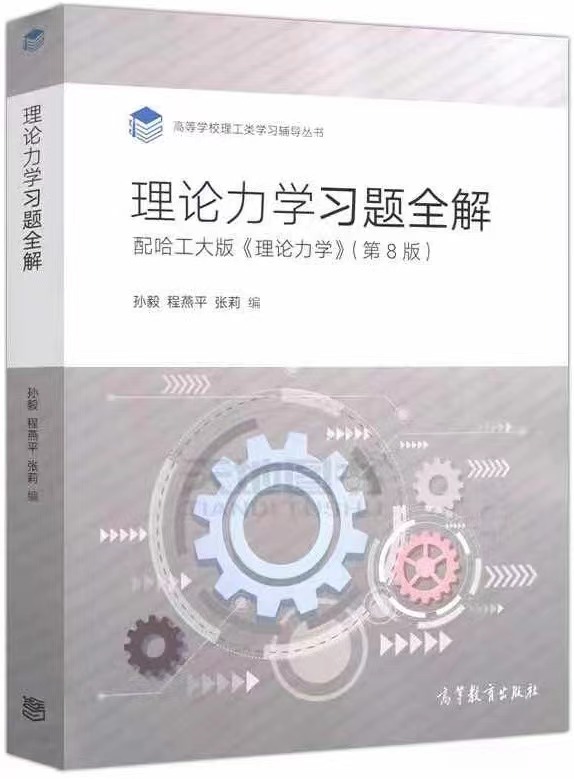 高等学校理工类学习辅导丛书
理论力学习题全解
配哈工大版《理论力学》(第8版)
孙毅 程燕平 张莉 编
理论力学习题全解
孙毅 程燕平 张莉 编
TIANDI TUSHU
高等教育出版社